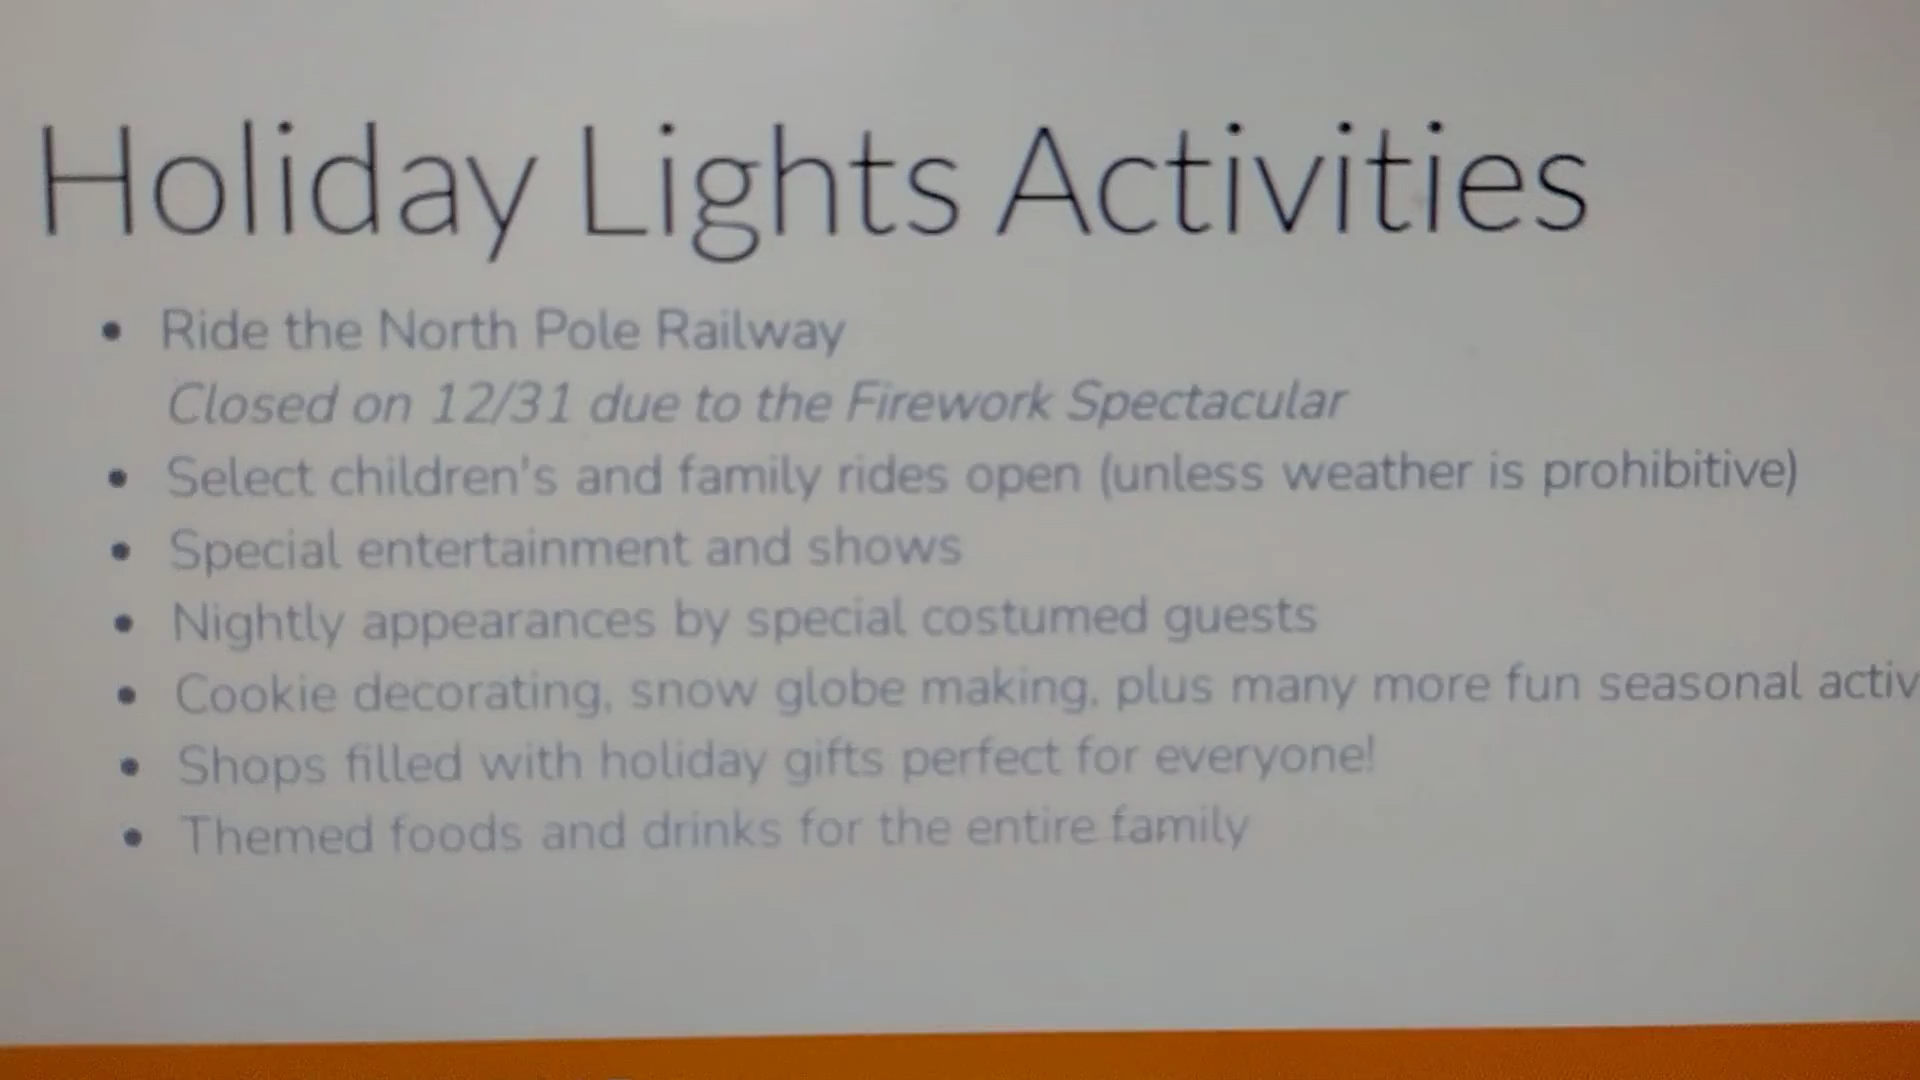 Holiday Lights Activities
• Ride the North Pole Railway
Closed on 12/31 due to the Firework Spectacular
• Select children's and family rides open (unless weather is prohibitive)
• Special entertainment and shows
• Nightly appearances by special costumed guests
• Cookie decorating, snow globe making, plus many more fun seasonal activ
• Shops filled with holiday gifts perfect for everyone!
• Themed foods and drinks for the entire family